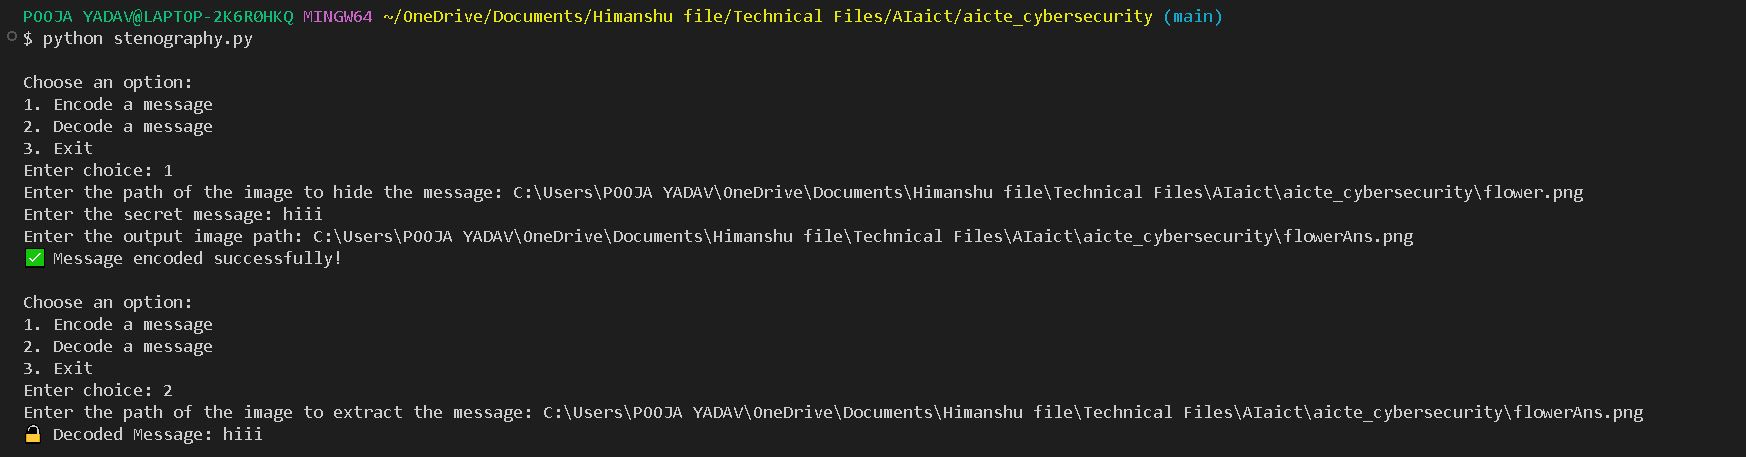 POOJA YADAV@LAPTOP-2K6R0HKQ MINGW64 ~/OneDrive/Documents/Himanshu file/Technical Files/AIaict/aicte_cybersecurity (main)
$ python stenography.py
Choose an option:
1. Encode a message
2. Decode a message
3. Exit
Enter choice: 1
Enter the path of the image to hide the message: C:\Users\POOJA YADAV\OneDrive\Documents\Himanshu file\Technical Files\AIaict\aicte_cybersecurity\flower.png
Enter the secret message: hiii
Enter the output image path: C:\Users\POOJA YADAV\OneDrive\Documents\Himanshu file\Technical Files\AIaict\aicte_cybersecurity\flowerAns.png
✅ Message encoded successfully!
Choose an option:
1. Encode a message
2. Decode a message
3. Exit
Enter choice: 2
Enter the path of the image to extract the message: C:\Users\POOJA YADAV\OneDrive\Documents\Himanshu file\Technical Files\AIaict\aicte_cybersecurity\flowerAns.png
🔓 Decoded Message: hiii